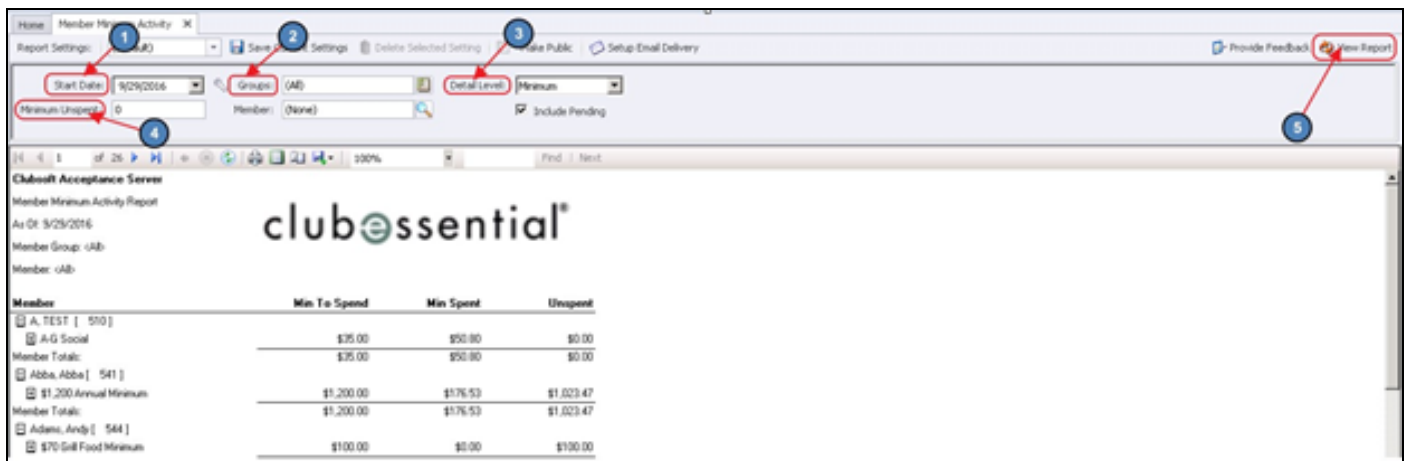 Home Member Minimum Activity
1 2 3
Report Settings: Save Settings Delete Selected Setting Make Public Setup Email Delivery Provide Feedback View Report
Start Date: 9/29/2016 Groups: (All) Detail Level: Minimum
Minimum Unspent: 0 Member: (None) Include Pending
4 5
1 of 26 100% Find | Next
Clubsoft Acceptance Server
Member Minimum Activity Report
clubessential®
As Of: 9/29/2016
Member Group: <All>
Member: <All>
Member Min To Spend Min Spent Unspent
A, TEST [ 510 ]
A-G Social $35.00 $50.80 $0.00
Member Totals: $35.00 $50.80 $0.00
Abba, Abba [ 541 ]
$1,200 Annual Minimum $1,200.00 $176.53 $1,023.47
Member Totals: $1,200.00 $176.53 $1,023.47
Adams, Andy [ 544 ]
$70 Grill Food Minimum $100.00 $0.00 $100.00